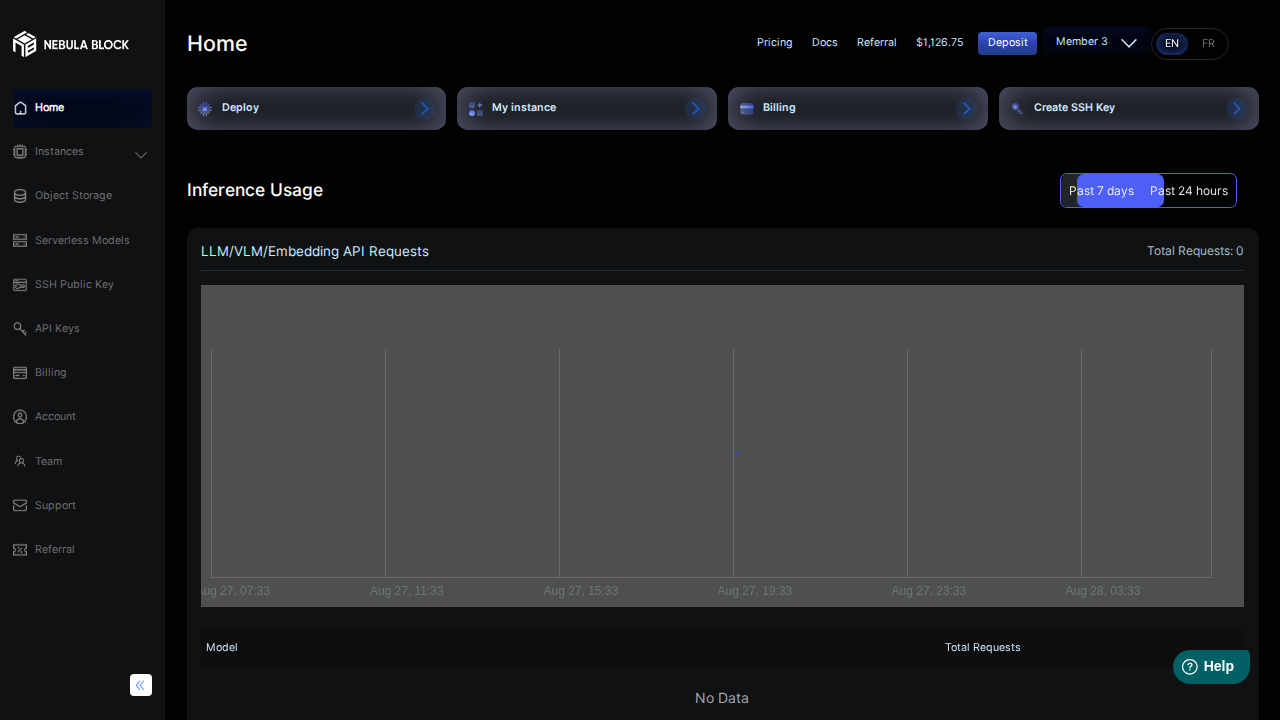 NEBULA BLOCK
Home
Instances
Object Storage
Serverless Models
SSH Public Key
API Keys
Billing
Account
Team
Support
Referral
Home
Pricing
Docs
Referral
$1,126.75
Deposit
Member 3
EN
FR
Deploy
My instance
Billing
Create SSH Key
Inference Usage
Past 7 days
Past 24 hours
LLM/VLM/Embedding API Requests
Total Requests: 0
Aug 27, 07:33
Aug 27, 11:33
Aug 27, 15:33
Aug 27, 19:33
Aug 27, 23:33
Aug 28, 03:33
Model
Total Requests
No Data
Help